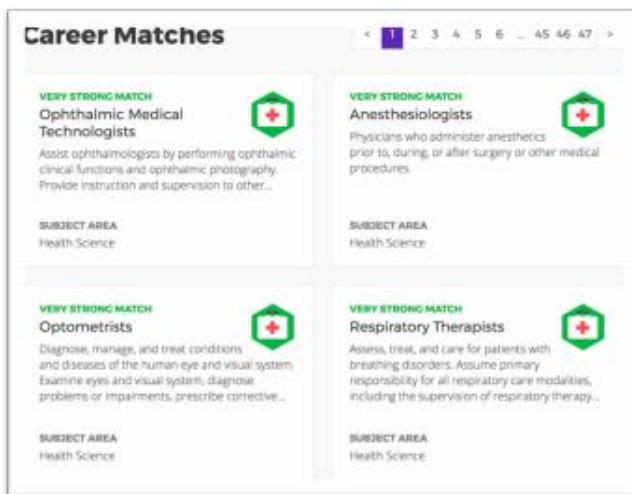 Career Matches
< 1 2 3 4 5 6 ... 45 46 47 >
VERY STRONG MATCH
Ophthalmic Medical
Technologists
Assist ophthalmologists by performing ophthalmic
clinical functions and ophthalmic photography.
Provide instruction and supervision to other...
SUBJECT AREA
Health Science
VERY STRONG MATCH
Anesthesiologists
Physicians who administer anesthetics
prior to, during, or after surgery or other medical
procedures.
SUBJECT AREA
Health Science
VERY STRONG MATCH
Optometrists
Diagnose, manage, and treat conditions
and diseases of the human eye and visual system.
Examine eyes and visual system, diagnose
problems or impairments, prescribe corrective...
SUBJECT AREA
Health Science
VERY STRONG MATCH
Respiratory Therapists
Assess, treat, and care for patients with
breathing disorders. Assume primary
responsibility for all respiratory care modalities,
including the supervision of respiratory therapy...
SUBJECT AREA
Health Science